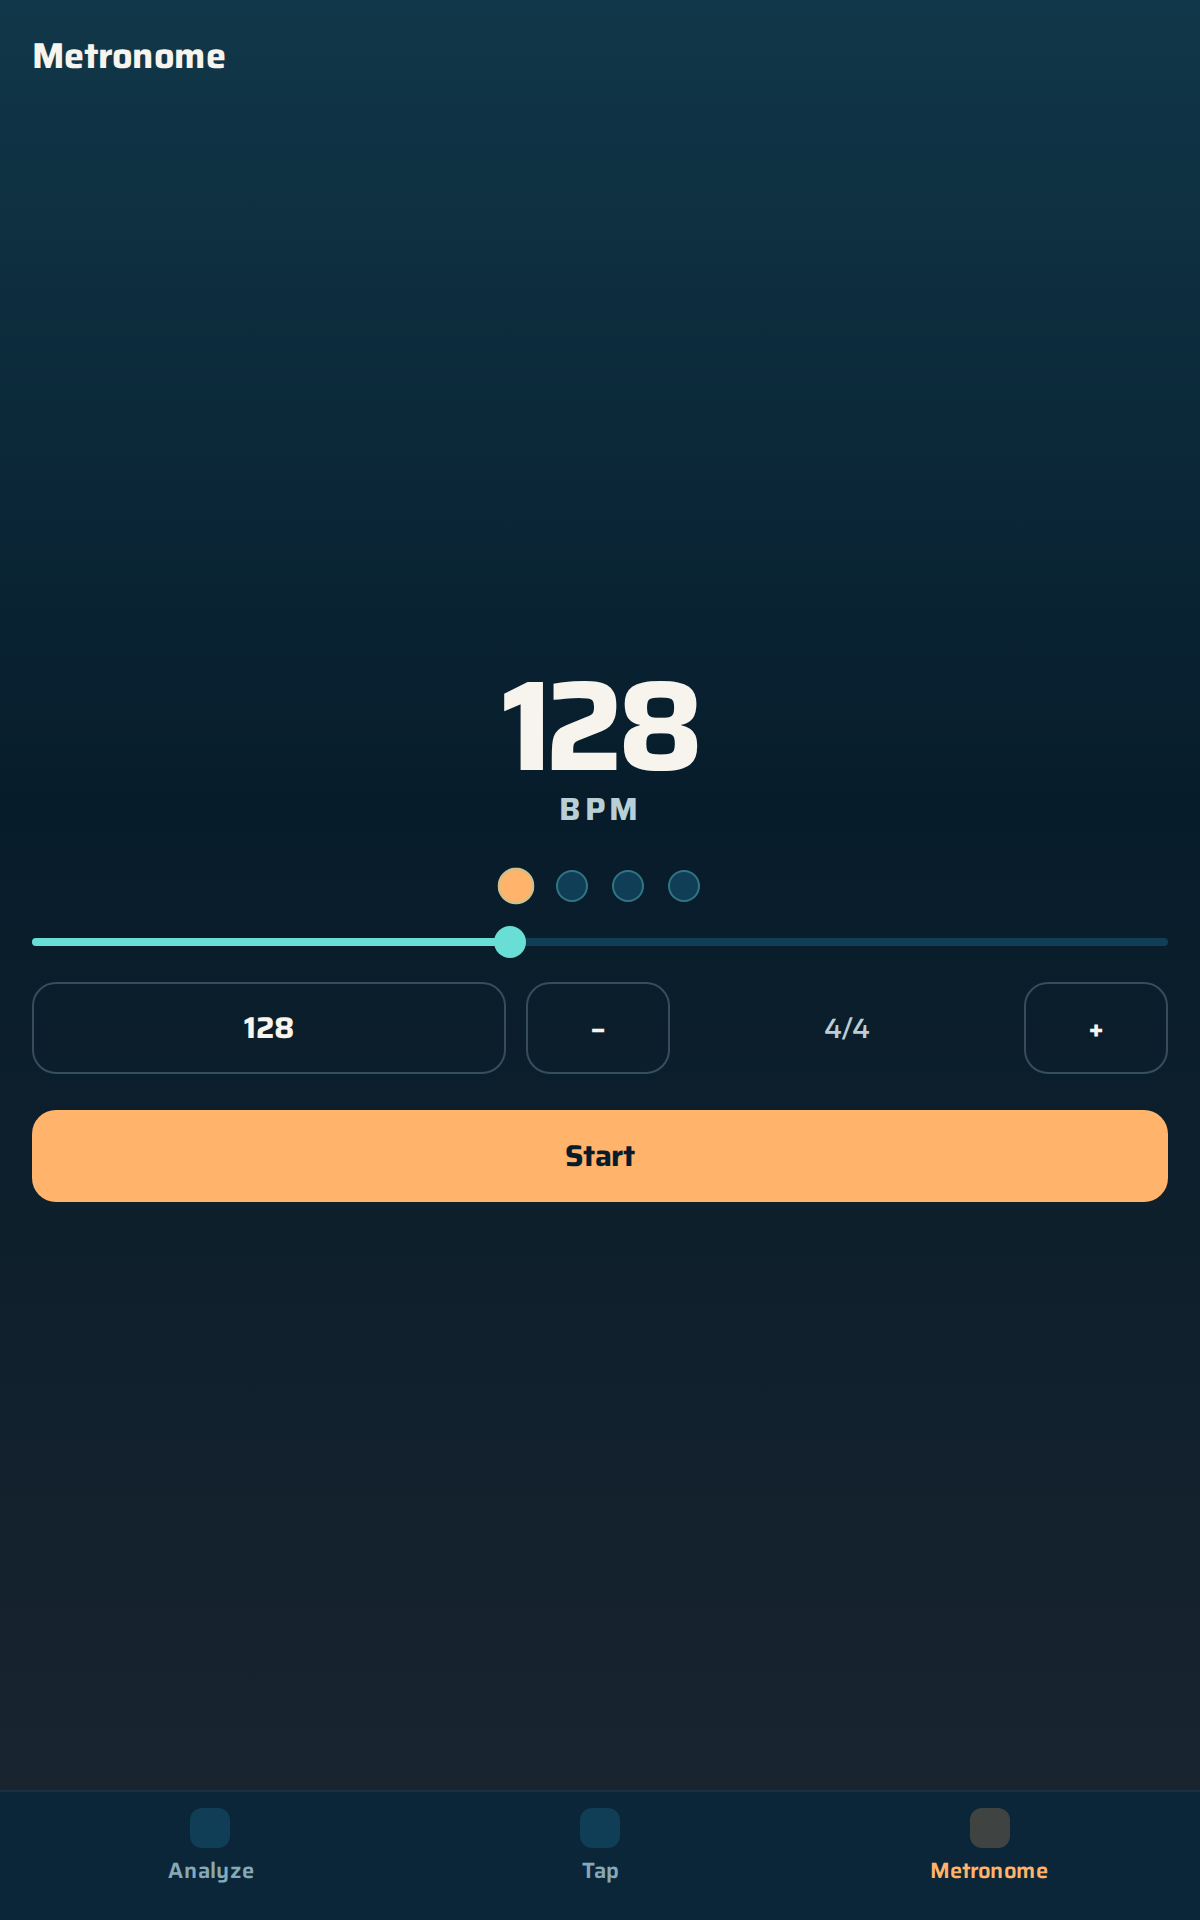 Metronome
128
BPM
128 – 4/4 +
Start
Analyze Tap Metronome